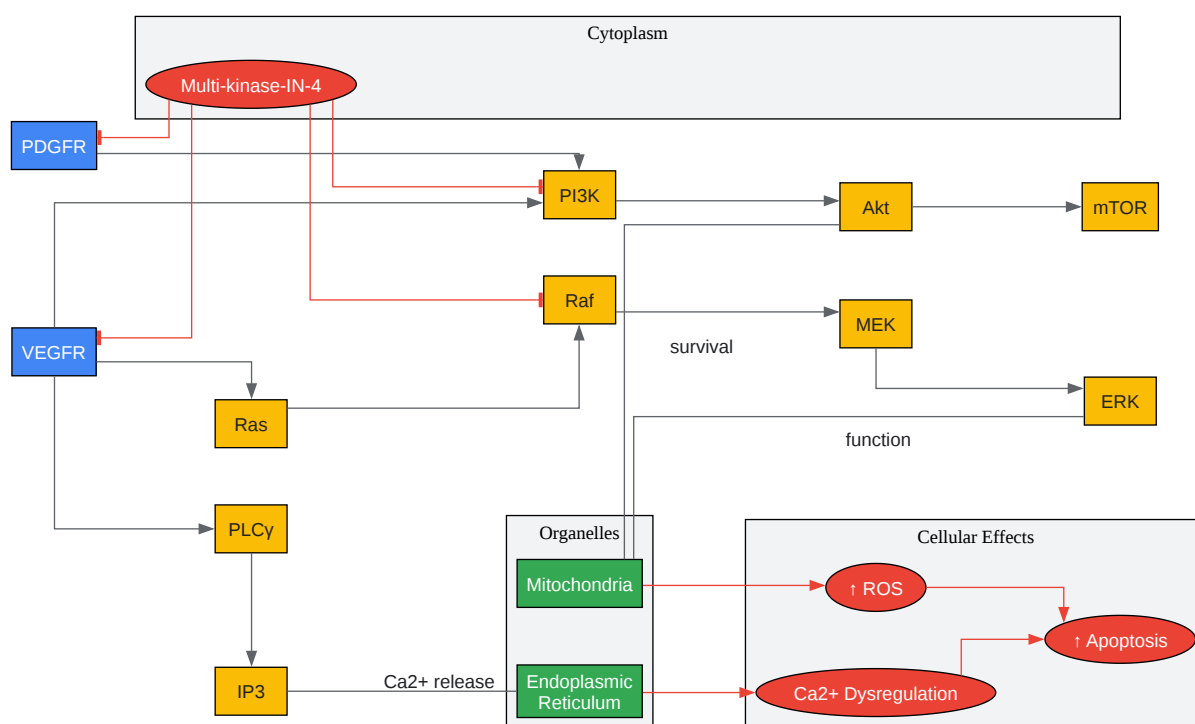 Cytoplasm
Multi-kinase-IN-4
PDGFR
PI3K
Akt
mTOR
Raf
MEK
VEGFR
survival
ERK
Ras
function
PLCγ
Organelles
Cellular Effects
Mitochondria
↑ ROS
↑ Apoptosis
IP3
Ca2+ release
Endoplasmic
Reticulum
Ca2+ Dysregulation